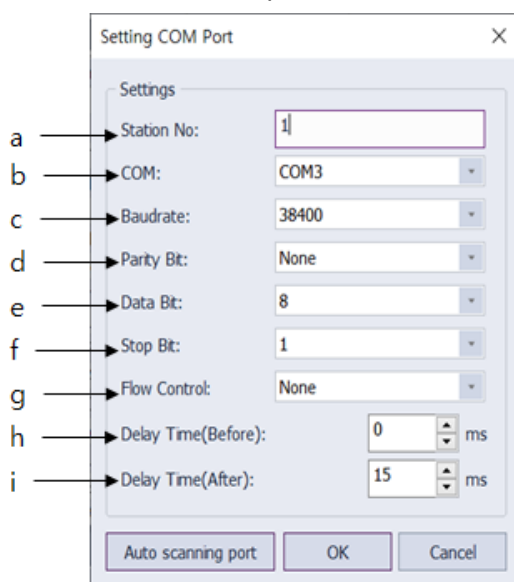 Setting COM Port
Settings
a Station No: 1
b COM: COM3
c Baudrate: 38400
d Parity Bit: None
e Data Bit: 8
f Stop Bit: 1
g Flow Control: None
h Delay Time(Before): 0 ms
i Delay Time(After): 15 ms
Auto scanning port OK Cancel